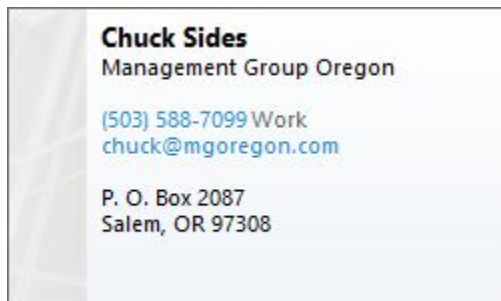 Chuck Sides
Management Group Oregon
(503) 588-7099 Work
chuck@mgoregon.com
P. O. Box 2087
Salem, OR 97308